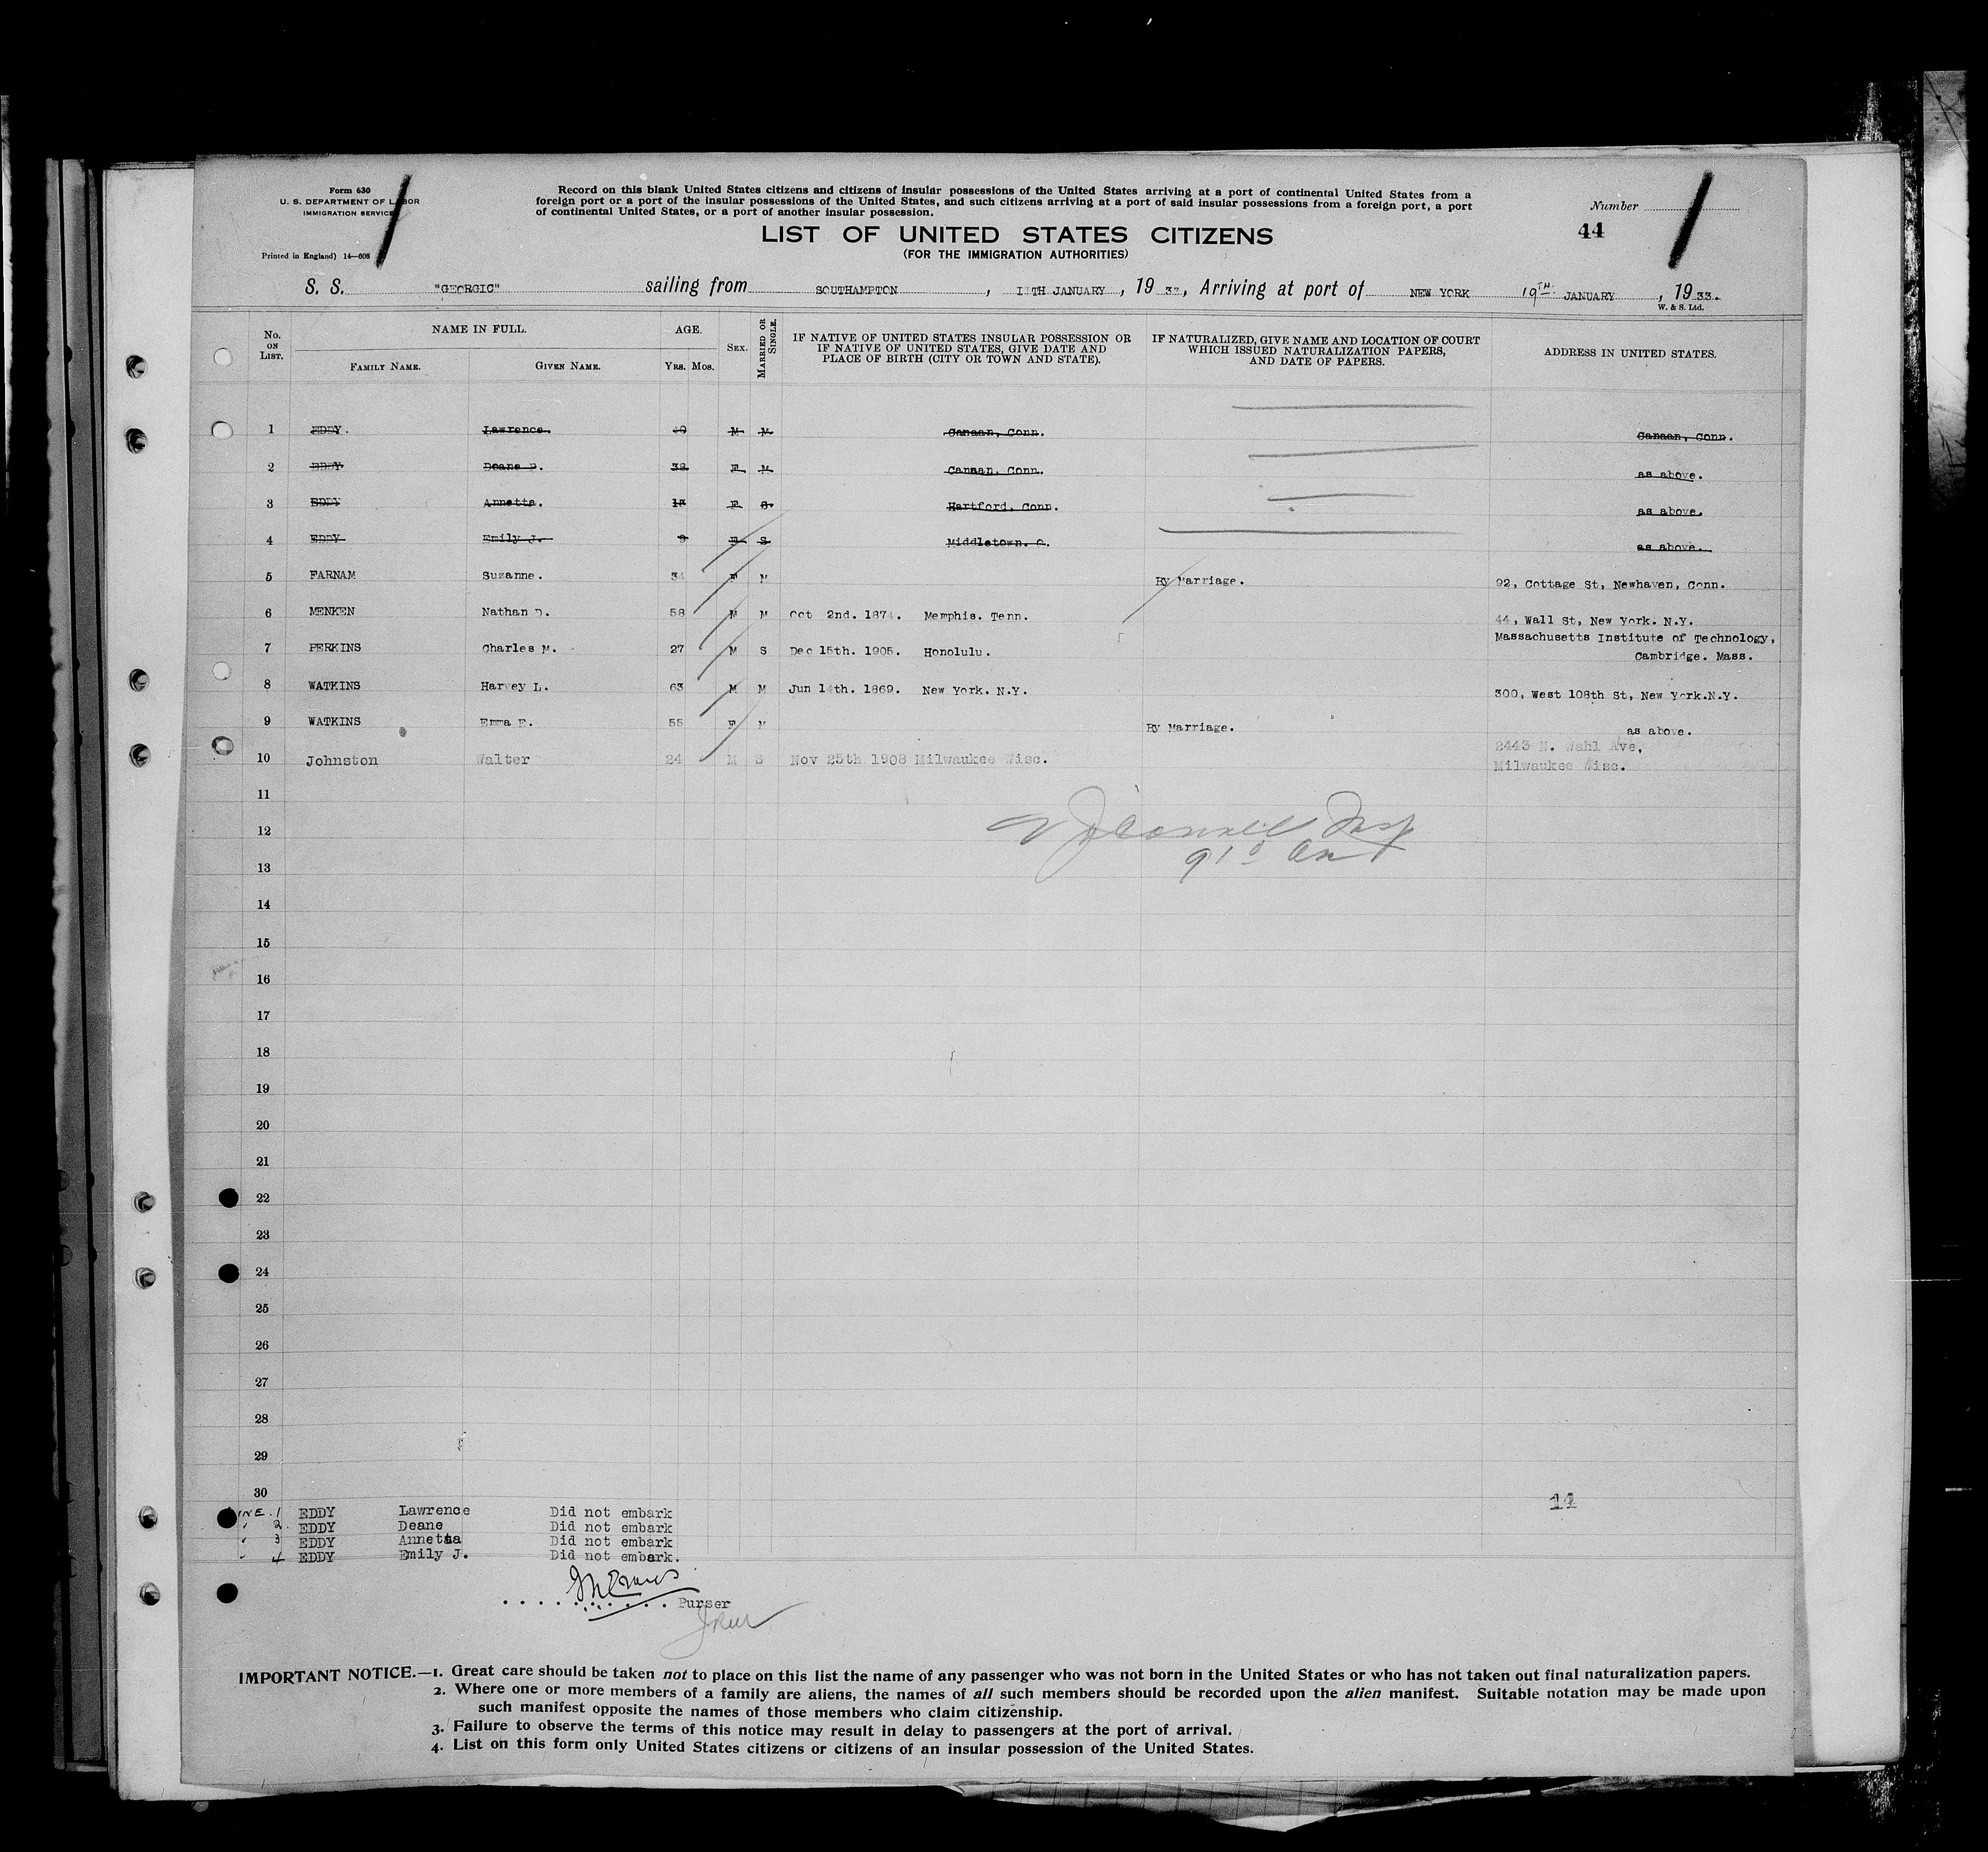 Form 630
U. S. DEPARTMENT OF LABOR
IMMIGRATION SERVICE
Printed in England) 14—608
Record on this blank United States citizens and citizens of insular possessions of the United States arriving at a port of continental United States from a
foreign port or a port of the insular possessions of the United States, and such citizens arriving at a port of said insular possessions from a foreign port, a port
of continental United States, or a port of another insular possession.
Number
44
LIST OF UNITED STATES CITIZENS
(FOR THE IMMIGRATION AUTHORITIES)
S. S. "GEORGIC" sailing from SOUTHAMPTON, 11TH JANUARY, 1933, Arriving at port of NEW YORK 19TH JANUARY, 1933.
W. & S. Ltd.
No. ON LIST. NAME IN FULL. FAMILY NAME. GIVEN NAME. AGE. YRS. MOS. SEX. MARRIED OR SINGLE. IF NATIVE OF UNITED STATES INSULAR POSSESSION OR IF NATIVE OF UNITED STATES, GIVE DATE AND PLACE OF BIRTH (CITY OR TOWN AND STATE). IF NATURALIZED, GIVE NAME AND LOCATION OF COURT WHICH ISSUED NATURALIZATION PAPERS, AND DATE OF PAPERS. ADDRESS IN UNITED STATES.
1 EDDY. Lawrence. 40 M M Canaan, Conn. Canaan, Conn.
2 EDDY Deane P. 38 F M Canaan. Conn. as above.
3 EDDY Annetta. F S Hartford, Conn. as above.
4 EDDY Emily J. 9 F S Middletown. C. as above.
5 FARNAM Suzanne. 34 F M By Marriage. 92, Cottage St, Newhaven, Conn.
6 MENKEN Nathan D. 58 M M Oct 2nd. 1874. Memphis. Tenn. 44, Wall St, New York. N.Y.
7 PERKINS Charles M. 27 M S Dec 15th. 1905. Honolulu. Massachusetts Institute of Technology,
Cambridge. Mass.
8 WATKINS Harvey L. 63 M M Jun 14th. 1869. New York. N.Y. 300, West 108th St, New York.N.Y.
9 WATKINS Emma E. 55 F M By Marriage. as above.
10 Johnston Walter 24 M S Nov 25th 1908 Milwaukee Wisc. 2443 N. Wahl Ave,
Milwaukee Wisc.
11
12
13
14
15
16
17
18
19
20
21
22
23
24
25
26
27
28
29
30
LINE. 1 EDDY Lawrence Did not embark
" 2. EDDY Deane Did not embark
" 3 EDDY Annetta Did not embark
" 4 EDDY Emily J. Did not embark.
Purser
IMPORTANT NOTICE.—1. Great care should be taken not to place on this list the name of any passenger who was not born in the United States or who has not taken out final naturalization papers.
2. Where one or more members of a family are aliens, the names of all such members should be recorded upon the alien manifest. Suitable notation may be made upon
such manifest opposite the names of those members who claim citizenship.
3. Failure to observe the terms of this notice may result in delay to passengers at the port of arrival.
4. List on this form only United States citizens or citizens of an insular possession of the United States.